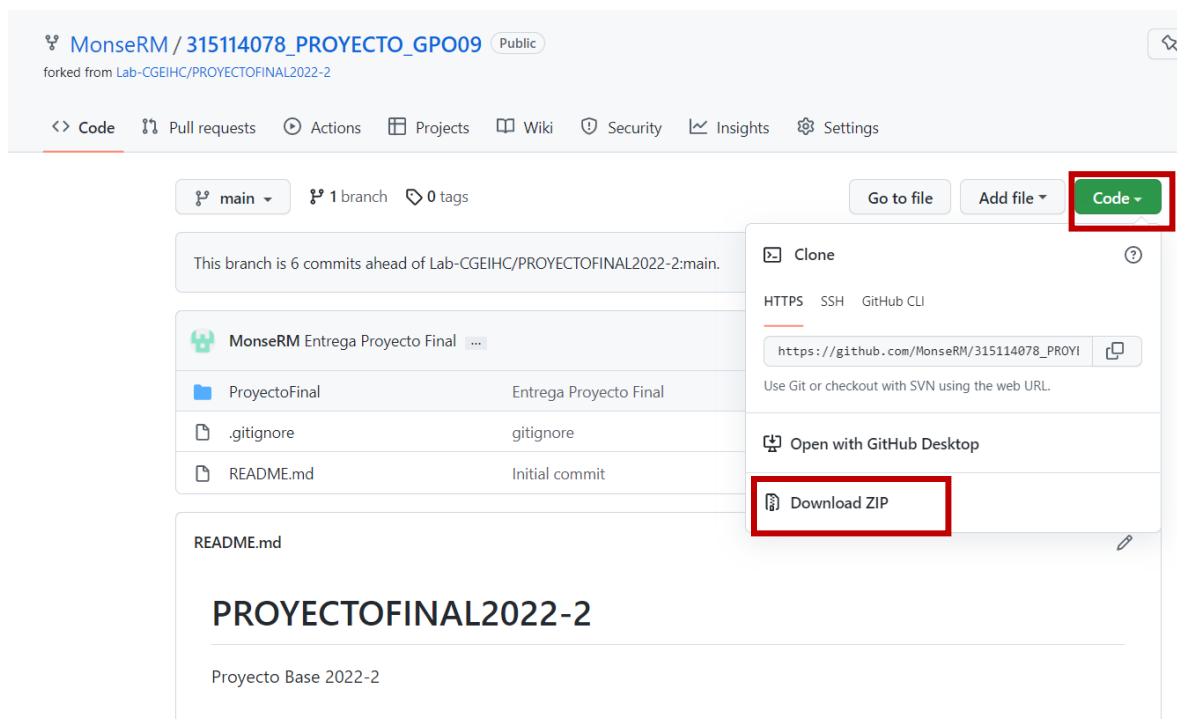 MonseRM / 315114078_PROYECTO_GPO09 Public
forked from Lab-CGEIHC/PROYECTOFINAL2022-2
Code Pull requests Actions Projects Wiki Security Insights Settings
main 1 branch 0 tags Go to file Add file Code
This branch is 6 commits ahead of Lab-CGEIHC/PROYECTOFINAL2022-2:main.
Clone
HTTPS SSH GitHub CLI
https://github.com/MonseRM/315114078_PROYE
Use Git or checkout with SVN using the web URL.
Open with GitHub Desktop
Download ZIP
MonseRM Entrega Proyecto Final ...
ProyectoFinal Entrega Proyecto Final
.gitignore gitignore
README.md Initial commit
README.md
PROYECTOFINAL2022-2
Proyecto Base 2022-2